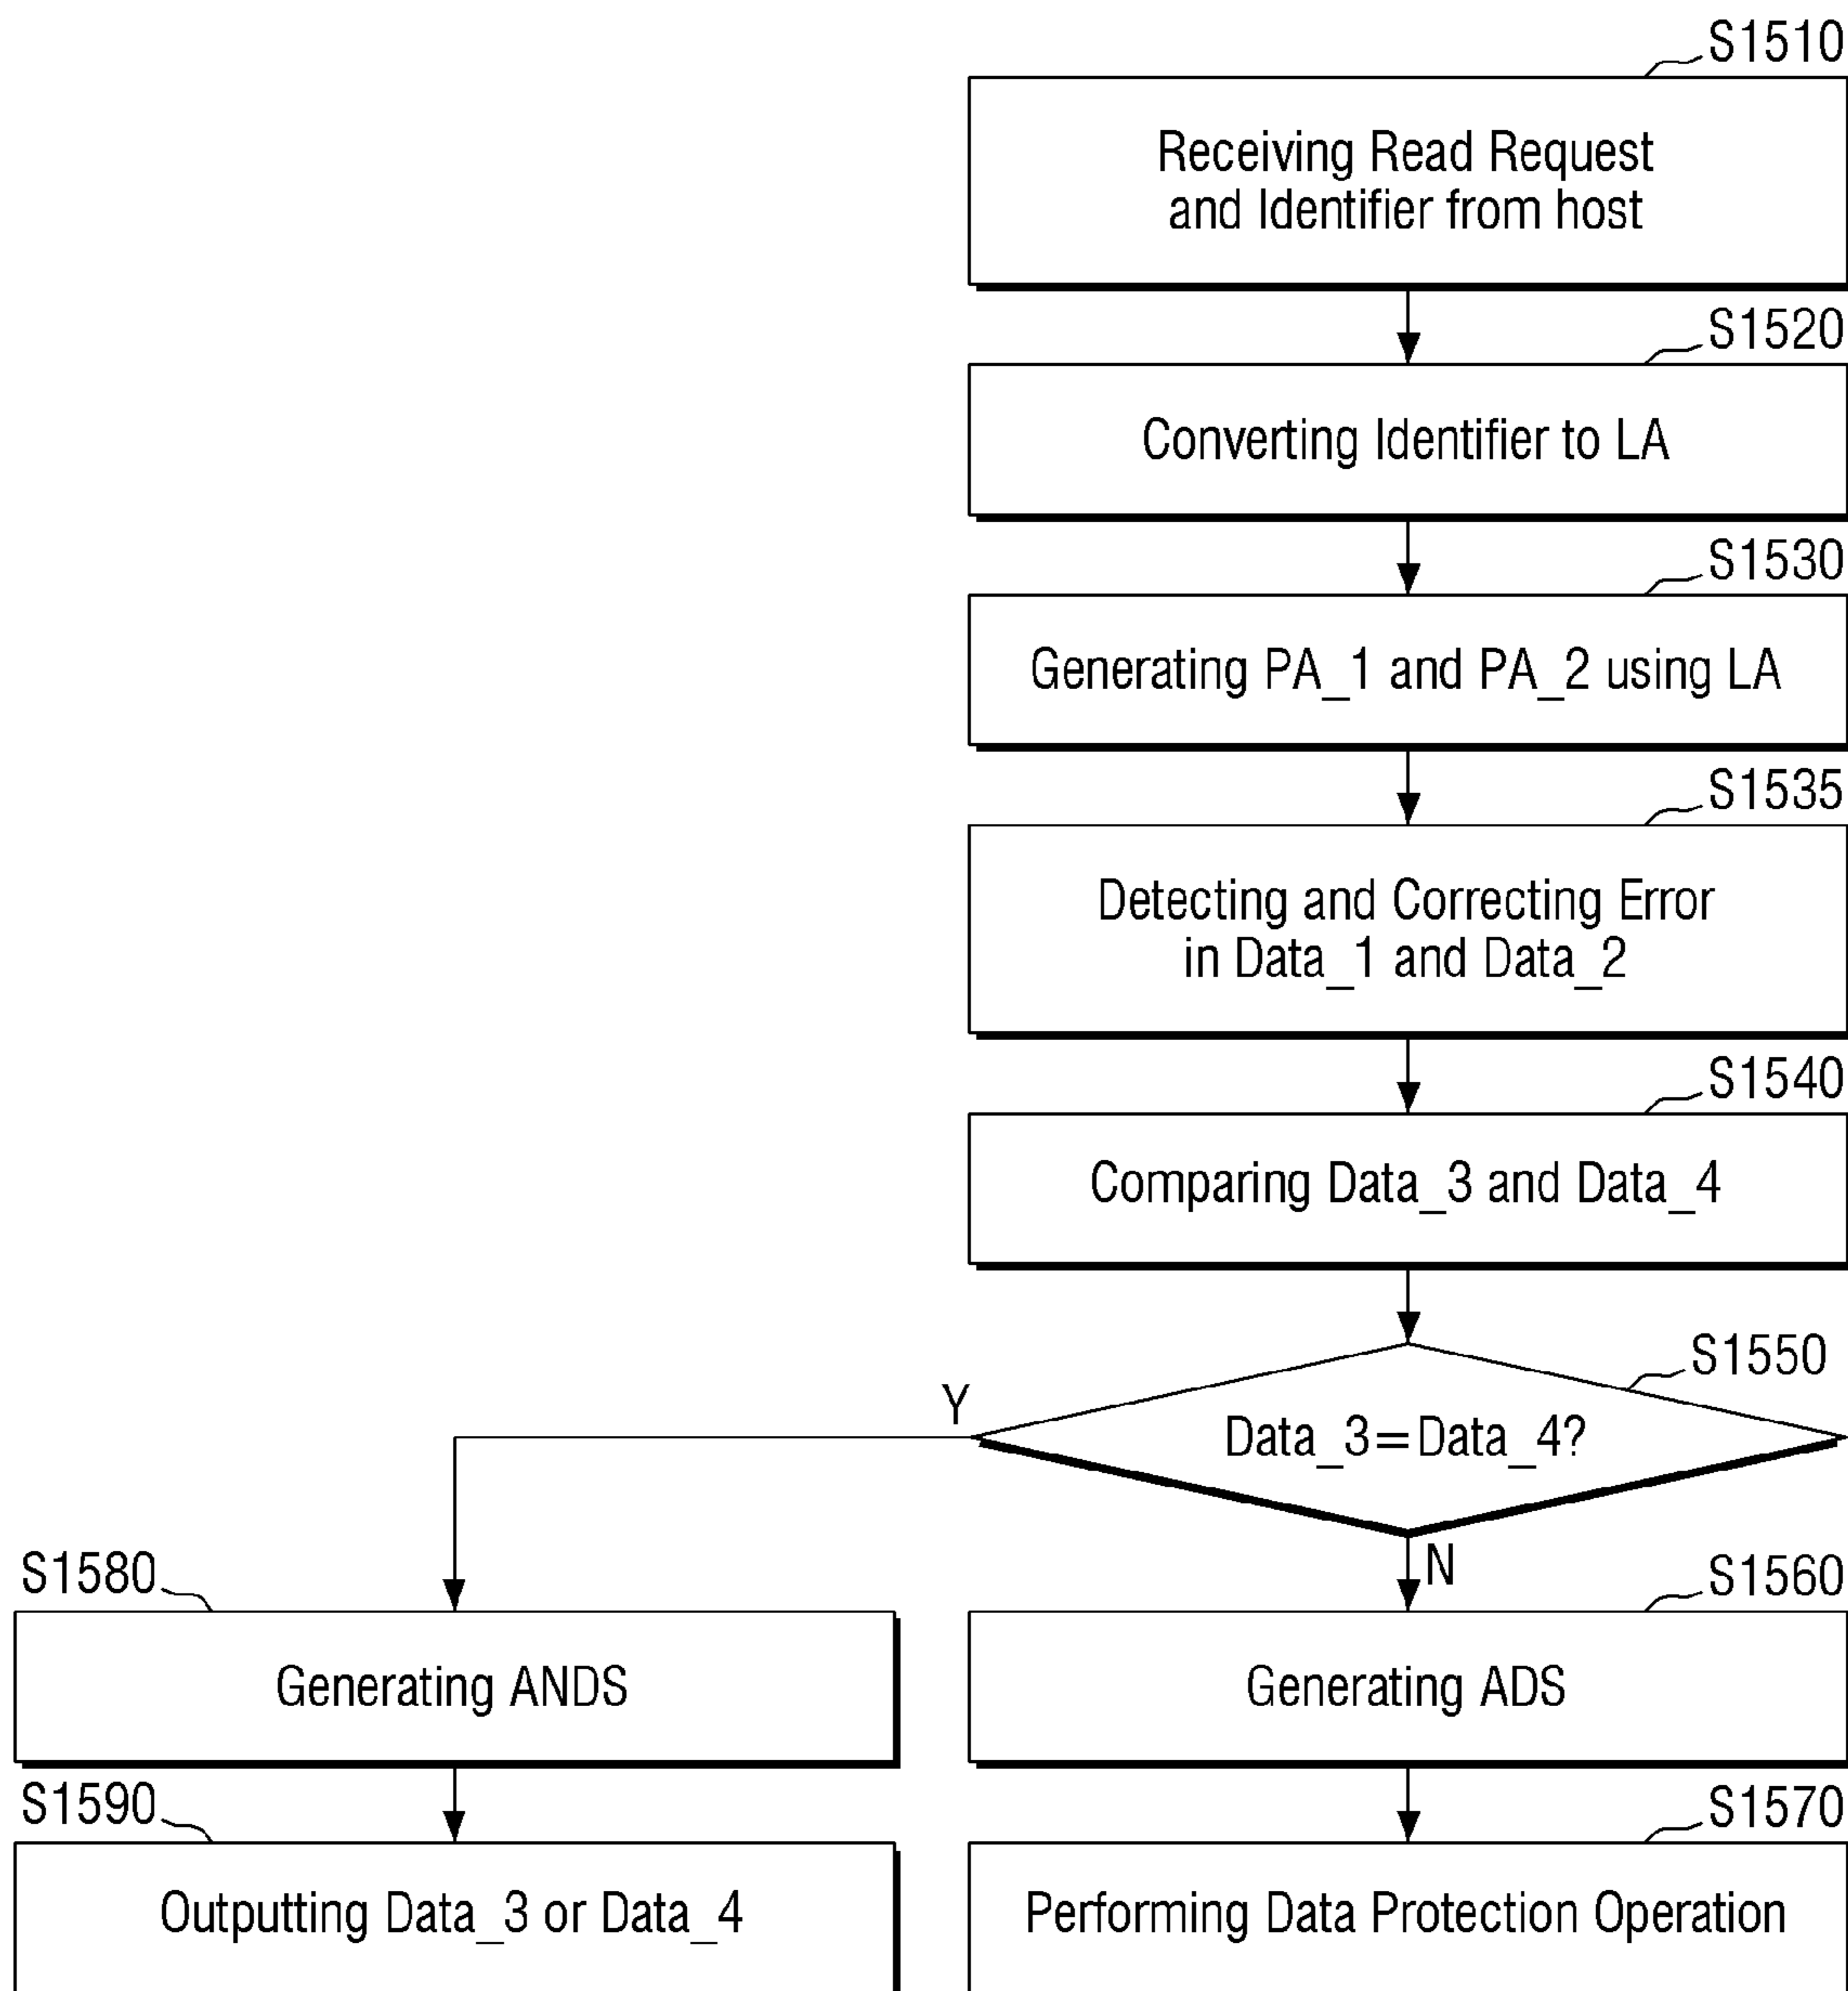 S1510
Receiving Read Request
and Identifier from host
S1520
Converting Identifier to LA
S1530
Generating PA_1 and PA_2 using LA
S1535
Detecting and Correcting Error
in Data_1 and Data_2
S1540
Comparing Data_3 and Data_4
S1550
Data_3=Data_4?
Y
N
S1580
Generating ANDS
S1560
Generating ADS
S1590
Outputting Data_3 or Data_4
S1570
Performing Data Protection Operation